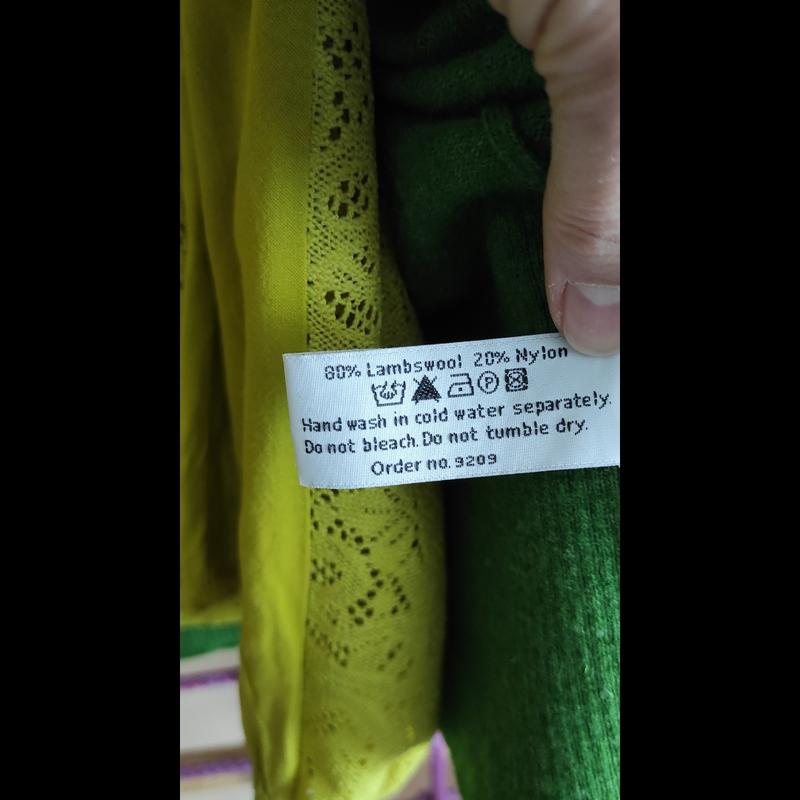 80% Lambswool 20% Nylon
P
Hand wash in cold water separately.
Do not bleach. Do not tumble dry.
Order no. 9209